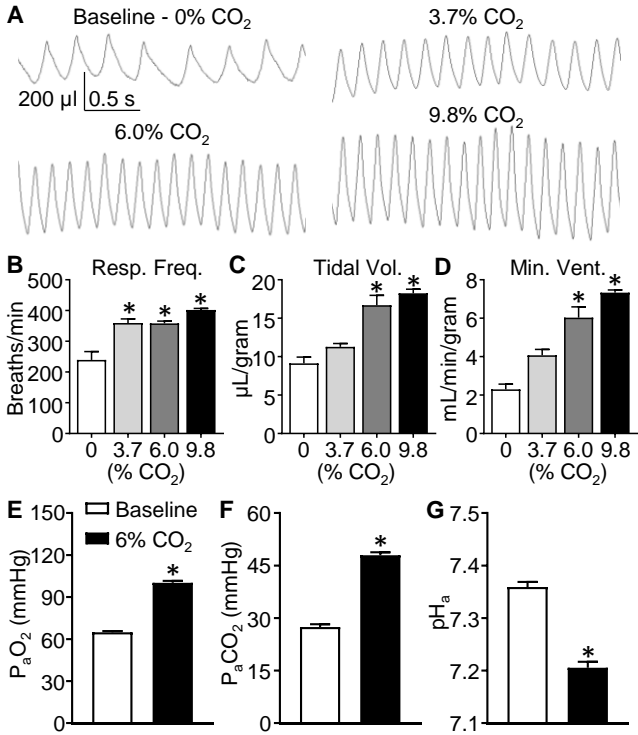 A
Baseline - 0% CO₂
3.7% CO₂
200 µl
0.5 s
6.0% CO₂
9.8% CO₂
B
Resp. Freq.
Breaths/min
500
400
300
200
100
0
*
*
*
0 3.7 6.0 9.8
(% CO₂)
C
Tidal Vol.
µL/gram
20
15
10
5
0
*
*
0 3.7 6.0 9.8
(% CO₂)
D
Min. Vent.
mL/min/gram
8
6
4
2
0
*
*
0 3.7 6.0 9.8
(% CO₂)
E
Baseline
6% CO₂
PₐO₂ (mmHg)
150
120
90
60
30
0
*
F
PₐCO₂ (mmHg)
60
45
30
15
0
*
G
pHₐ
7.5
7.4
7.3
7.2
7.1
*